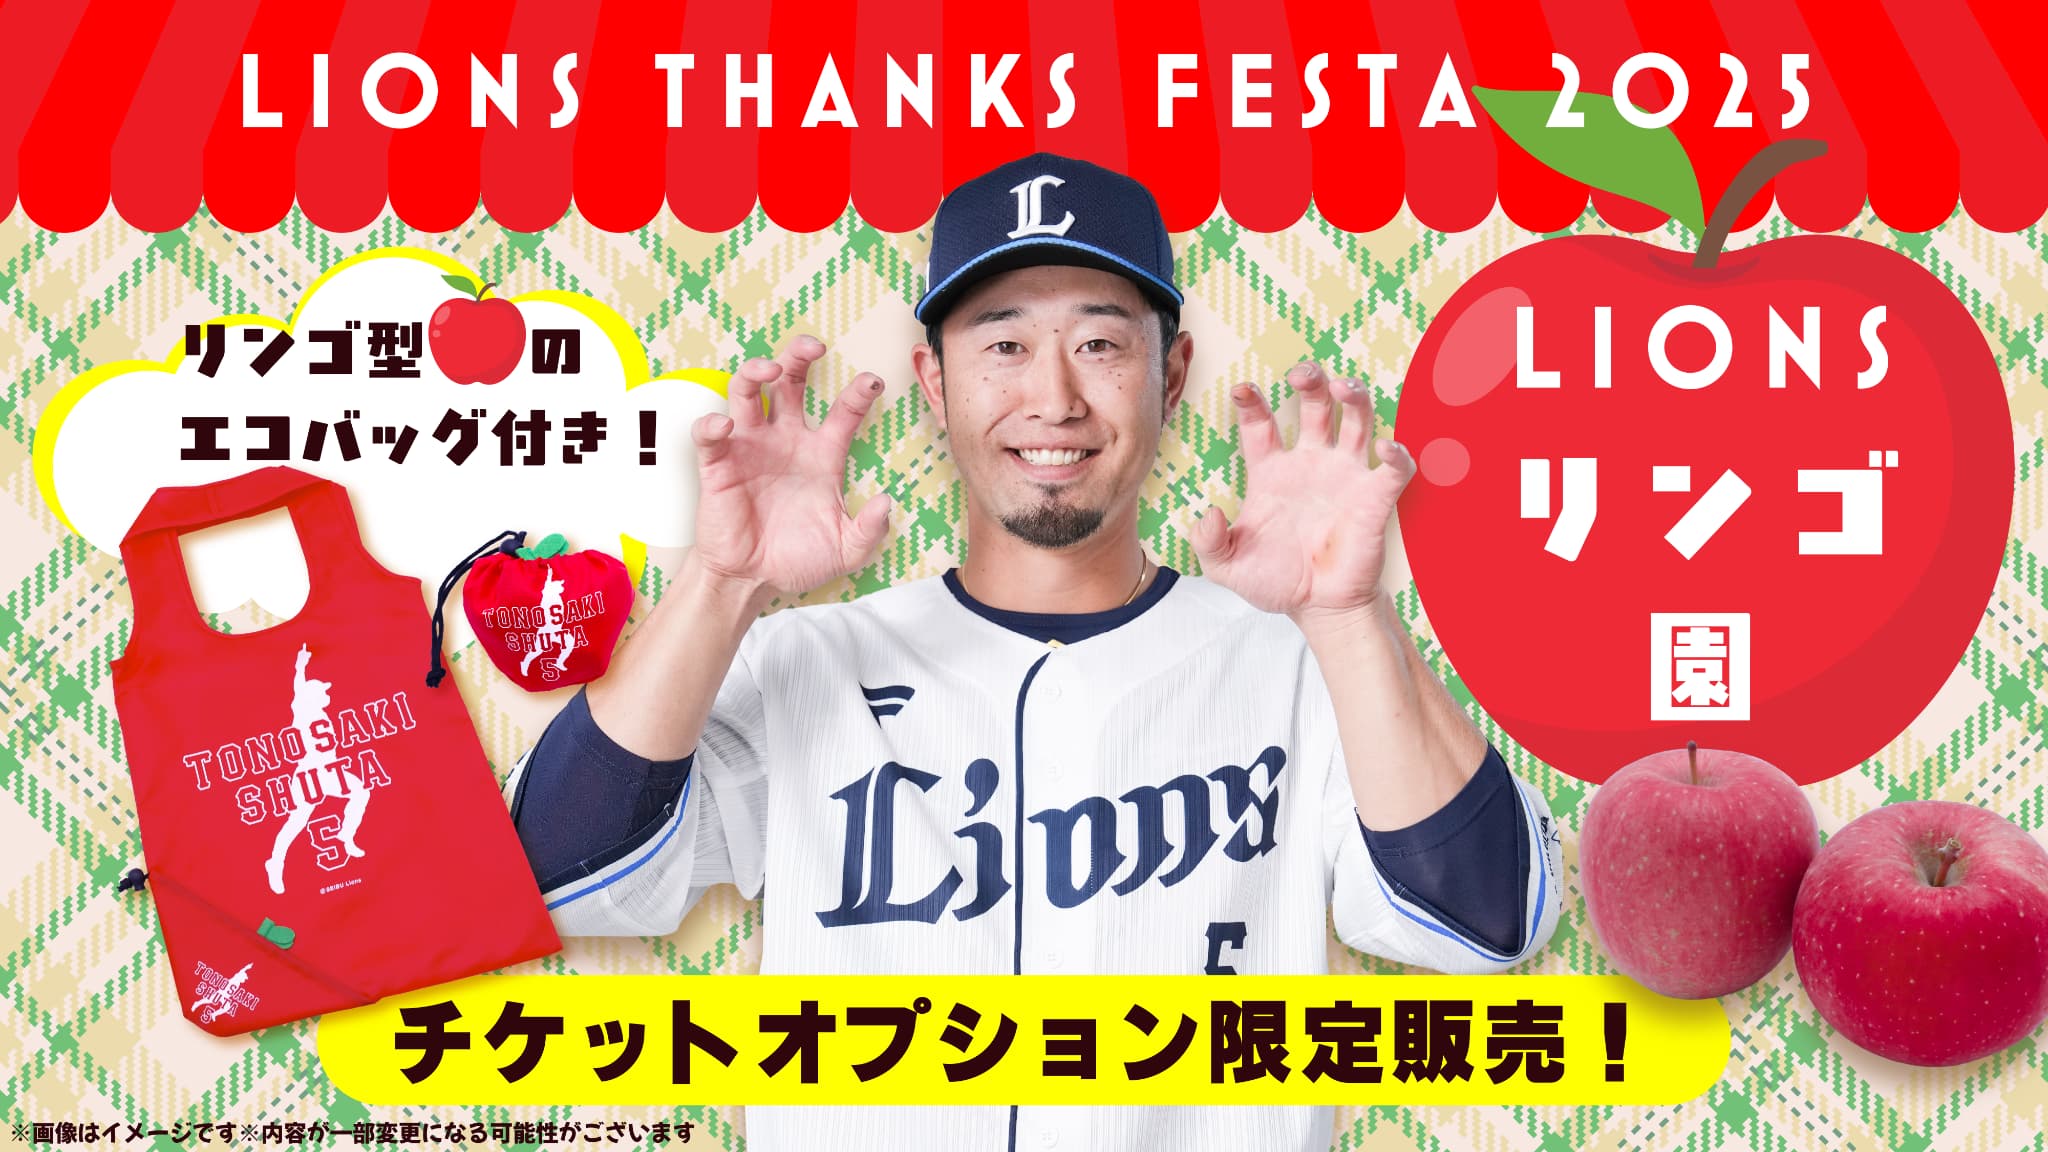 LIONS THANKS FESTA 2025
リンゴ型の
エコバッグ付き！
LIONS
リンゴ
園
TONOSAKI
SHUTA
5
TONOSAKI
SHUTA
5
©SEIBU Lions
TONOSAKI
SHUTA
5
L
Lions
5
チケットオプション限定販売！
※画像はイメージです※内容が一部変更になる可能性がございます